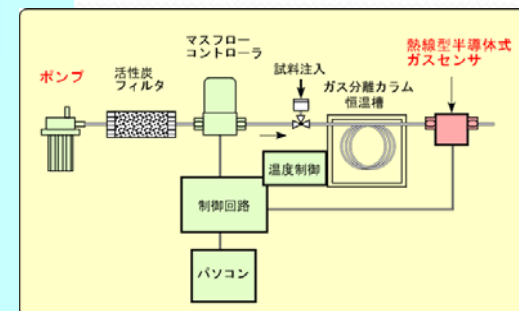 ポンプ
活性炭
フィルタ
マスフロー
コントローラ
試料注入
ガス分離カラム
恒温槽
熱線型半導体式
ガスセンサ
温度制御
制御回路
パソコン